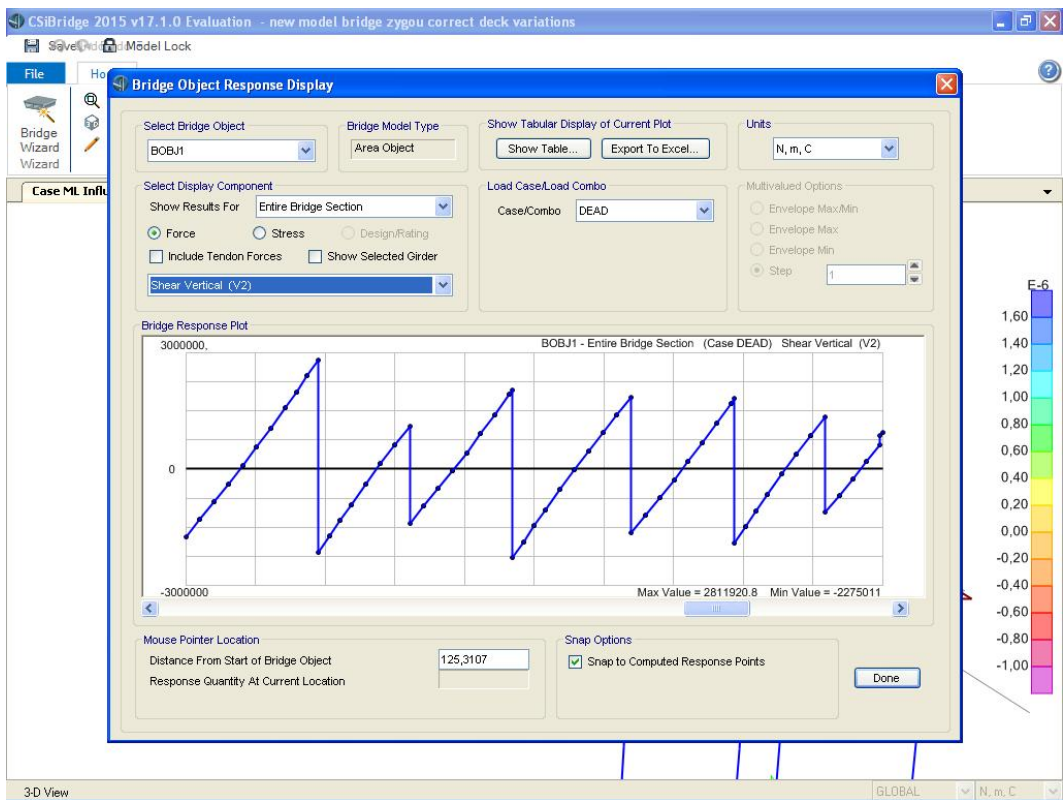 CSiBridge 2015 v17.1.0 Evaluation - new model bridge zygou correct deck variations
Save
Model Lock
File
Ho
Bridge Wizard
Wizard
Case ML Influ
Bridge Object Response Display
Select Bridge Object
BOBJ1
Bridge Model Type
Area Object
Show Tabular Display of Current Plot
Show Table... Export To Excel...
Units
N, m, C
Select Display Component
Show Results For Entire Bridge Section
Force Stress Design/Rating
Include Tendon Forces Show Selected Girder
Shear Vertical (V2)
Load Case/Load Combo
Case/Combo DEAD
Multivalued Options
Envelope Max/Min
Envelope Max
Envelope Min
Step 1
Bridge Response Plot
3000000, BOBJ1 - Entire Bridge Section (Case DEAD) Shear Vertical (V2)
0
-3000000 Max Value = 2811920.8 Min Value = -2275011
Mouse Pointer Location
Distance From Start of Bridge Object 125,3107
Response Quantity At Current Location
Snap Options
Snap to Computed Response Points
Done
E-6
1,60
1,40
1,20
1,00
0,80
0,60
0,40
0,20
0,00
-0,20
-0,40
-0,60
-0,80
-1,00
3-D View
GLOBAL N, m, C